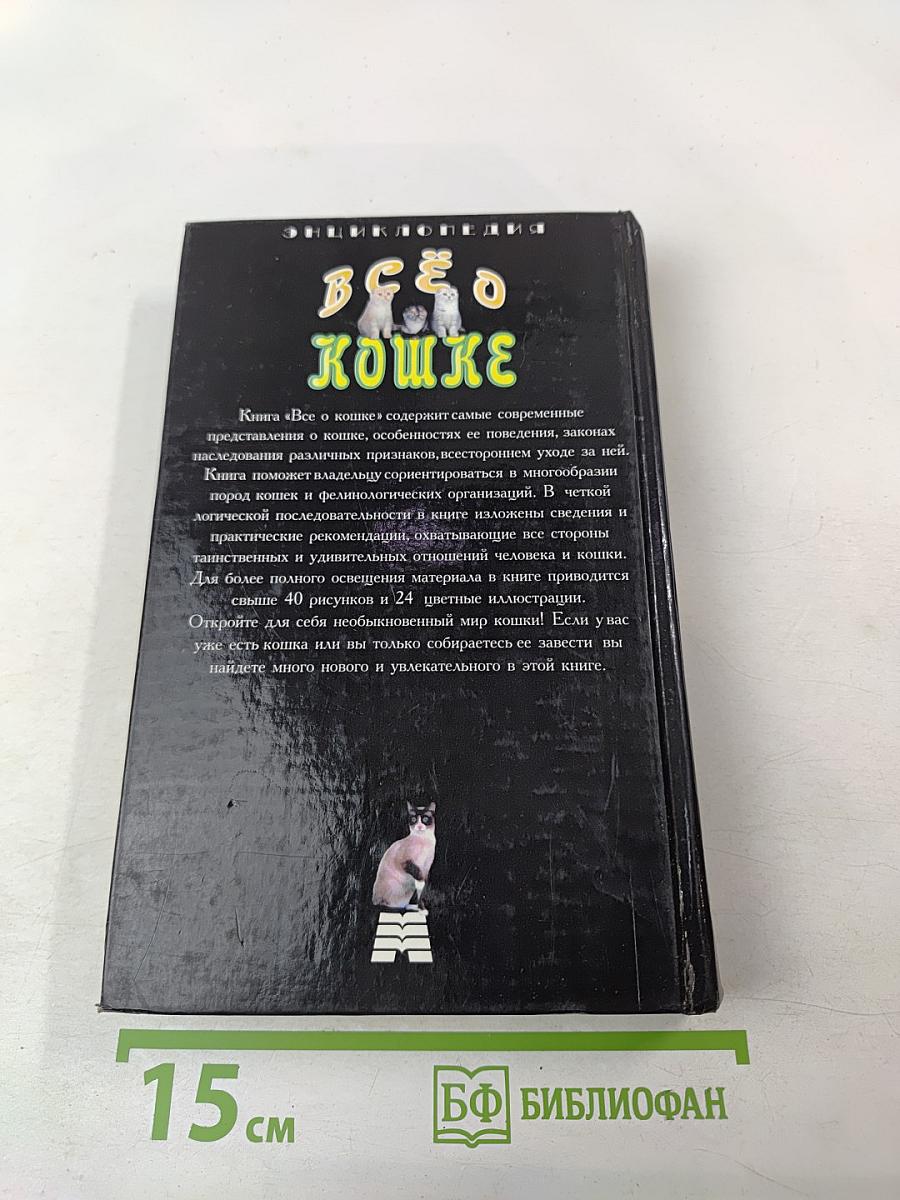 ЭНЦИКЛОПЕДИЯ
ВСЁ О
КОШКЕ
Книга «Все о кошке» содержит самые современные
представления о кошке, особенностях ее поведения, законах
наследования различных признаков, всестороннем уходе за ней.
Книга поможет владельцу сориентироваться в многообразии
пород кошек и фелинологических организаций. В четкой
логической последовательности в книге изложены сведения и
практические рекомендации, охватывающие все стороны
таинственных и удивительных отношений человека и кошки.
Для более полного освещения материала в книге приводится
свыше 40 рисунков и 24 цветные иллюстрации.
Откройте для себя необыкновенный мир кошки! Если у вас
уже есть кошка или вы только собираетесь ее завести вы
найдете много нового и увлекательного в этой книге.
15 см
БФ БИБЛИОФАН